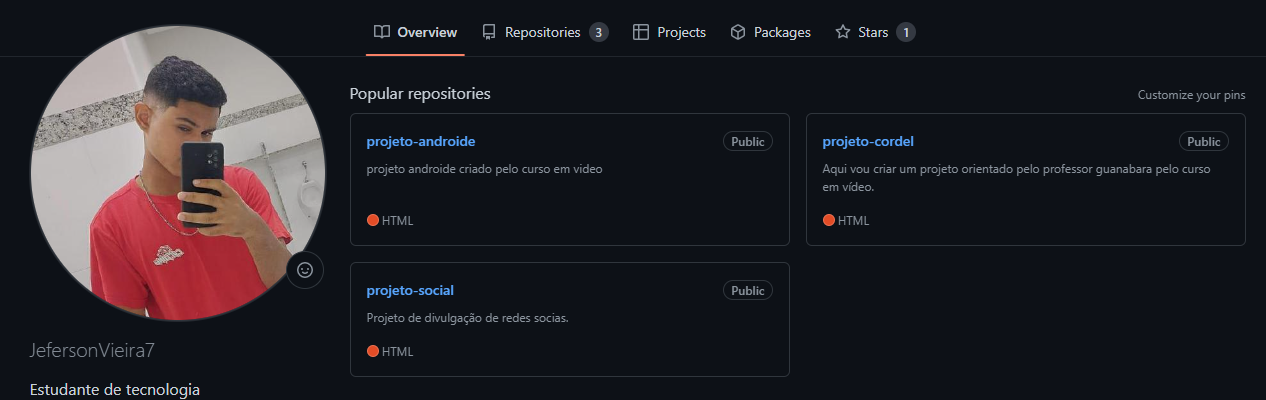 Overview Repositories 3 Projects Packages Stars 1
Popular repositories
Customize your pins
projeto-androide Public
projeto androide criado pelo curso em video
HTML
projeto-cordel Public
Aqui vou criar um projeto orientado pelo professor guanabara pelo curso
em vídeo.
HTML
projeto-social Public
Projeto de divulgação de redes socias.
HTML
JefersonVieira7
Estudante de tecnologia